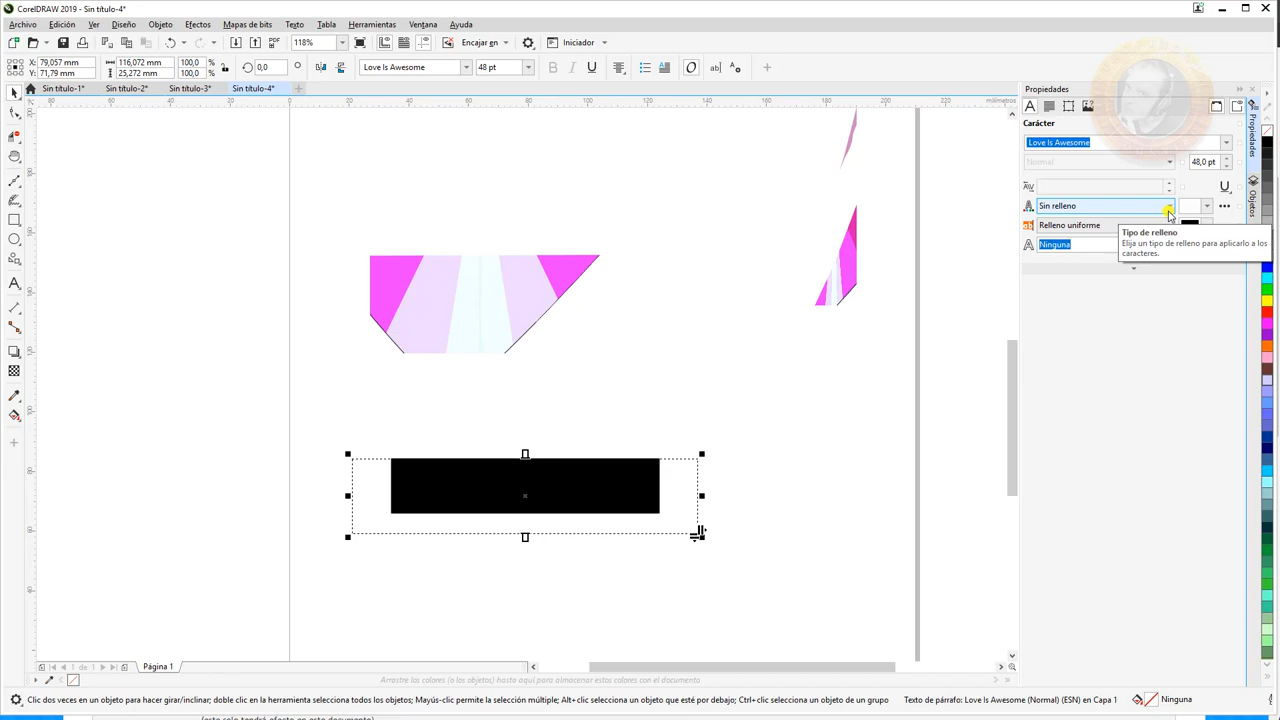 CorelDRAW - Sin título-4*
Archivo Edición Ver Diseño Objeto Efectos Mapas de bits Texto Tabla Herramientas Ventana Ayuda
PDF 118% Encajar en Iniciador
X: 79,057 mm 116,072 mm 100,0 % 0,0 ° Love Is Awesome 48 pt
Y: 71,79 mm 25,272 mm 100,0 %
Sin título-1* Sin título-2* Sin título-3* Sin título-4*
Propiedades
milímetros
Carácter
Love Is Awesome
Normal 48,0 pt
Sin relleno
Relleno uniforme
Ninguna
Tipo de relleno
Elija un tipo de relleno para aplicarlo a los
caracteres.
Propiedades
Objetos
1 de 1 Página 1
Arrastre los colores (o los objetos) hasta aquí para almacenar estos colores con el documento
Clic dos veces en un objeto para hacer girar/inclinar; doble clic en la herramienta selecciona todos los objetos; Mayús-clic permite la selección múltiple; Alt+clic selecciona un objeto que esté por debajo; Ctrl+clic selecciona un objeto de un grupo Texto de párrafo: Love Is Awesome (Normal) (ESN) en Capa 1 Ninguna